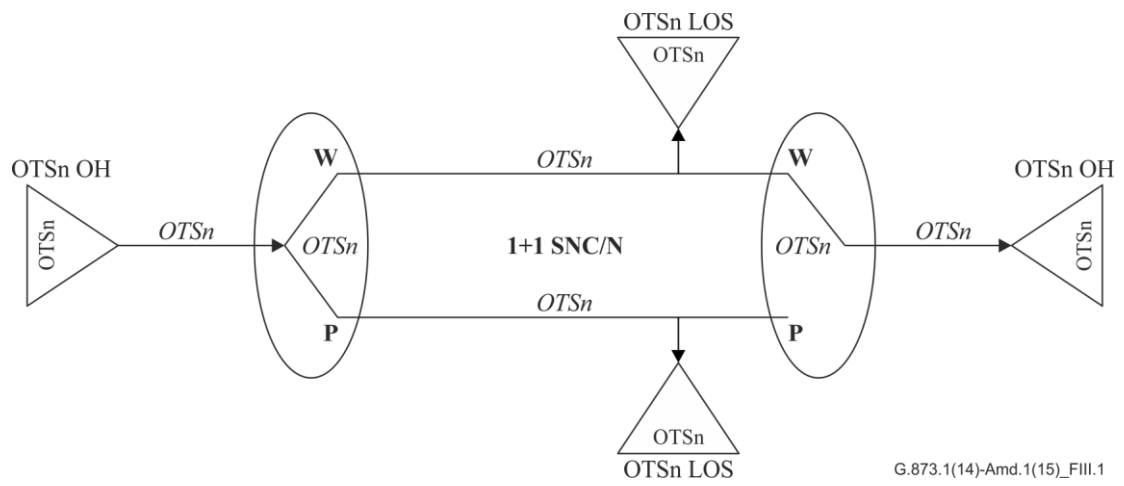 OTSn LOS
OTSn
OTSn OH
OTSn
OTSn
W
OTSn
P
OTSn
1+1 SNC/N
OTSn
W
OTSn
P
OTSn
OTSn OH
OTSn
OTSn
OTSn LOS
G.873.1(14)-Amd.1(15)_FIII.1